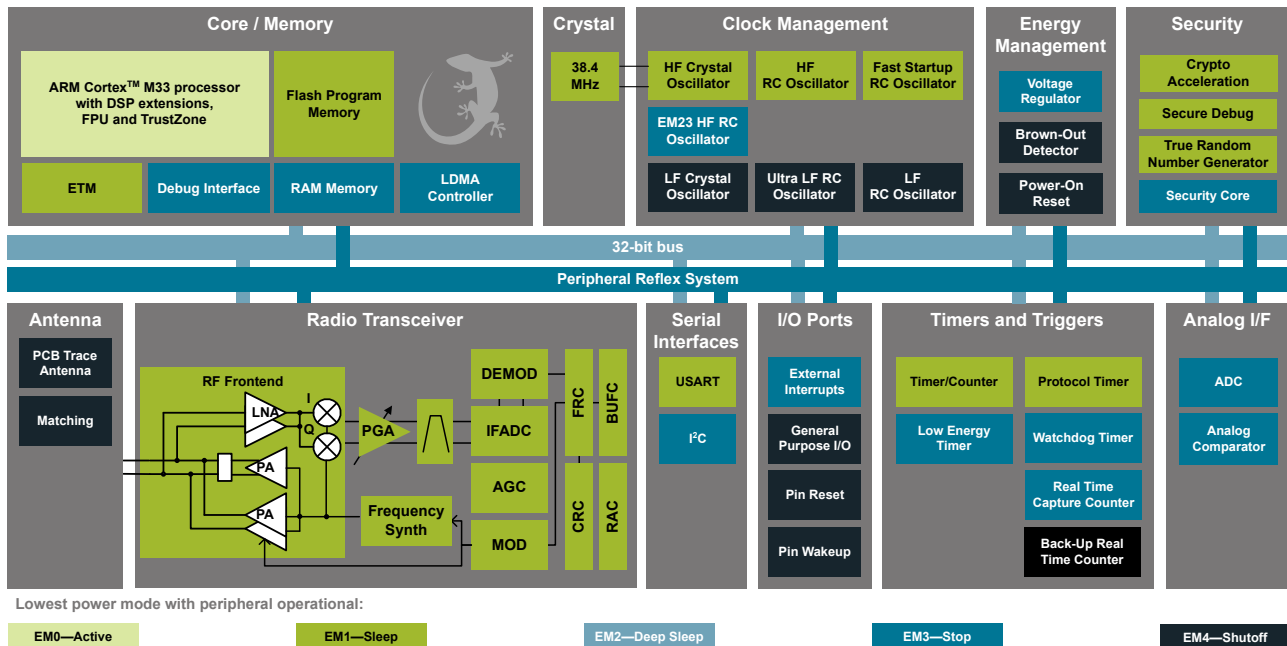 Core / Memory
ARM Cortex™ M33 processor
with DSP extensions,
FPU and TrustZone
Flash Program
Memory
ETM
Debug Interface
RAM Memory
LDMA
Controller
Crystal
38.4
MHz
Clock Management
HF Crystal
Oscillator
HF
RC Oscillator
Fast Startup
RC Oscillator
EM23 HF RC
Oscillator
LF Crystal
Oscillator
Ultra LF RC
Oscillator
LF
RC Oscillator
Energy
Management
Voltage
Regulator
Brown-Out
Detector
Power-On
Reset
Security
Crypto
Acceleration
Secure Debug
True Random
Number Generator
Security Core
32-bit bus
Peripheral Reflex System
Antenna
PCB Trace
Antenna
Matching
Radio Transceiver
RF Frontend
LNA
I
Q
PA
PA
PGA
Frequency
Synth
DEMOD
IFADC
AGC
MOD
FRC
BUFC
CRC
RAC
Serial
Interfaces
USART
I²C
I/O Ports
External
Interrupts
General
Purpose I/O
Pin Reset
Pin Wakeup
Timers and Triggers
Timer/Counter
Protocol Timer
Low Energy
Timer
Watchdog Timer
Real Time
Capture Counter
Back-Up Real
Time Counter
Analog I/F
ADC
Analog
Comparator
Lowest power mode with peripheral operational:
EM0—Active
EM1—Sleep
EM2—Deep Sleep
EM3—Stop
EM4—Shutoff